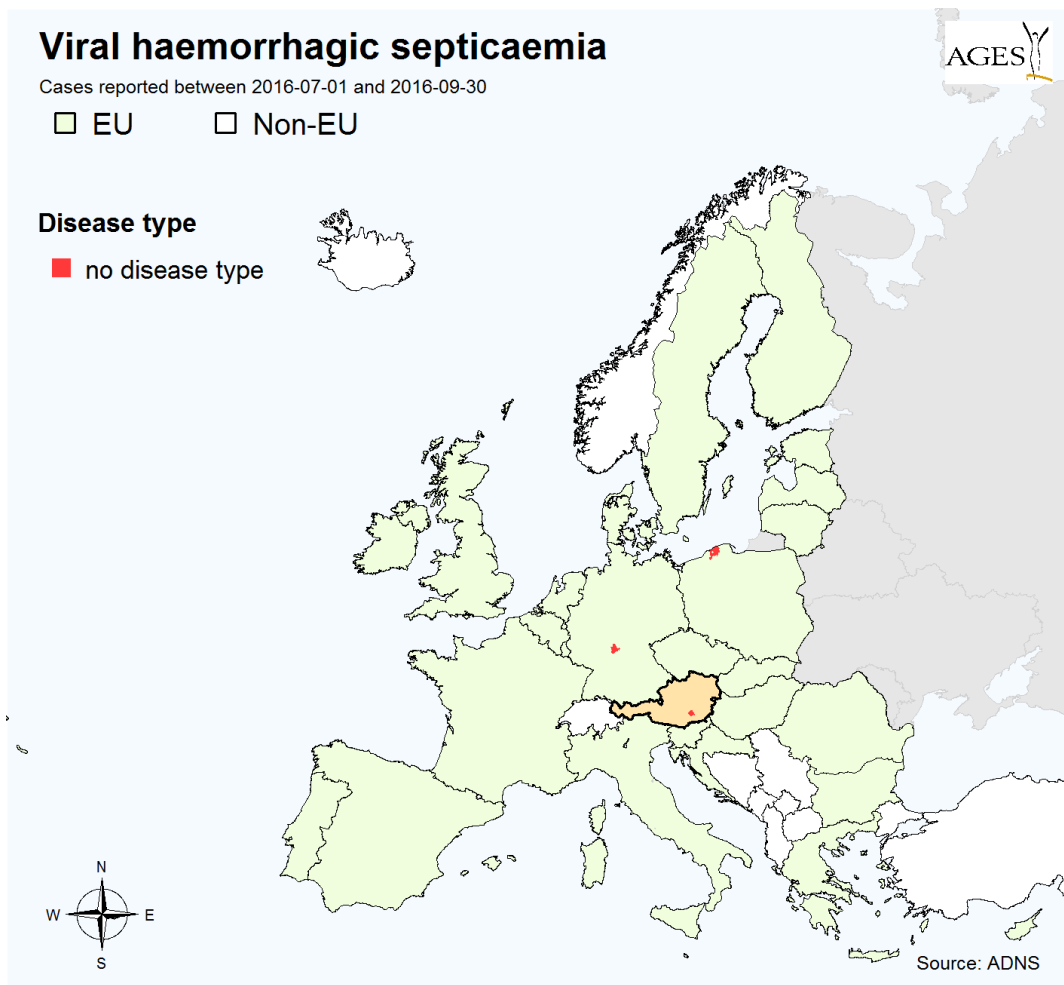 Viral haemorrhagic septicaemia
Cases reported between 2016-07-01 and 2016-09-30
EU
Non-EU
AGES
Disease type
no disease type
N
W
E
S
Source: ADNS